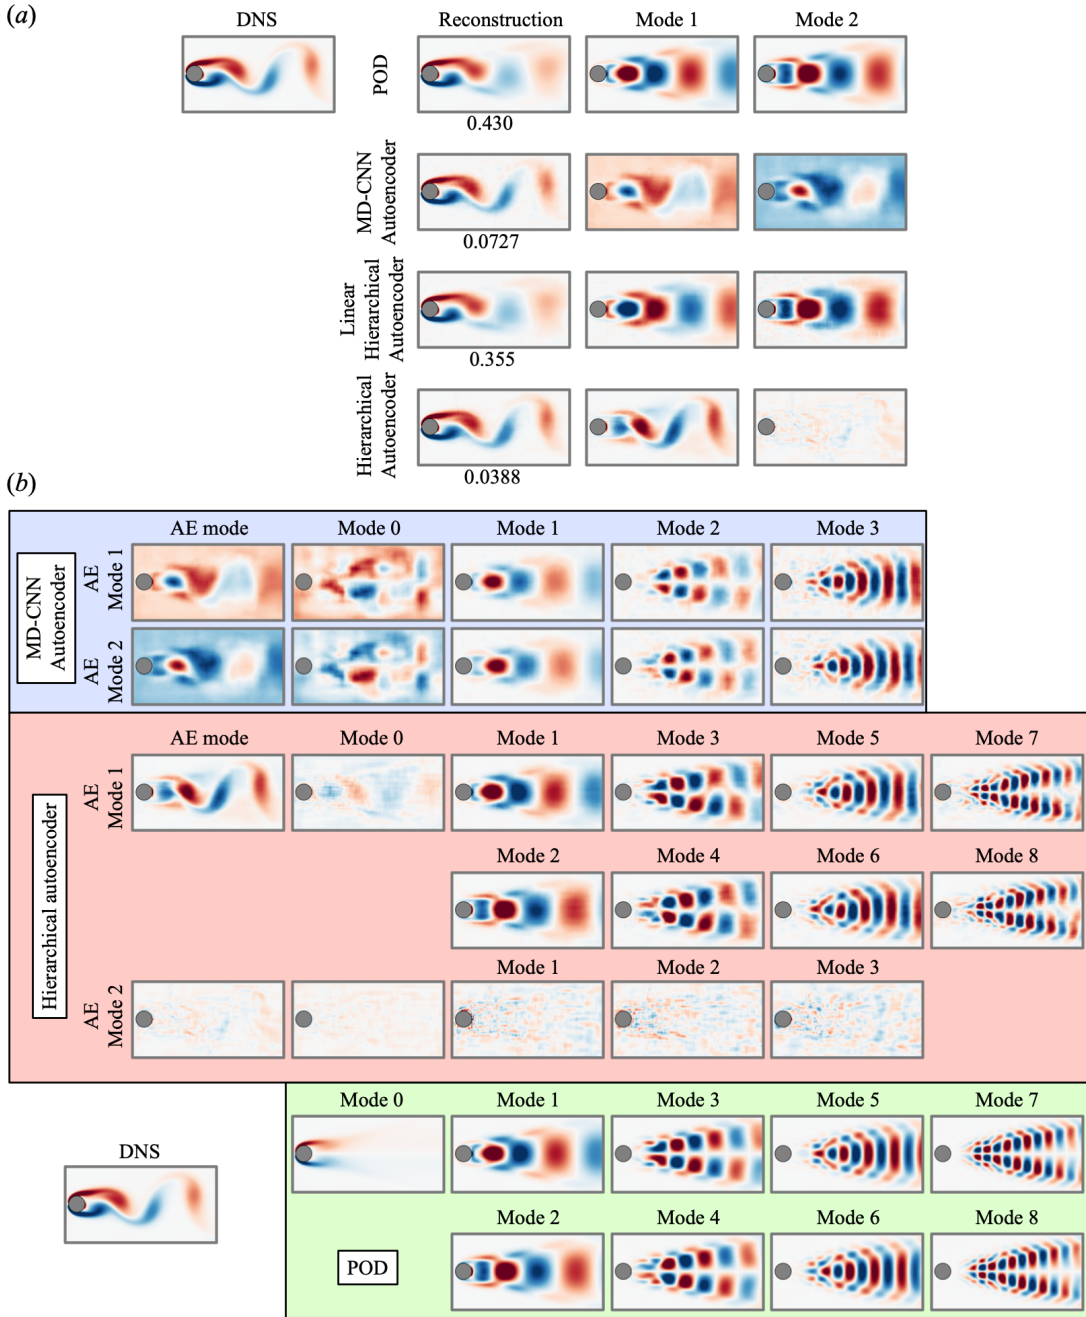 (a)
DNS
Reconstruction
Mode 1
Mode 2
POD
0.430
MD-CNN
Autoencoder
0.0727
Linear
Hierarchical
Autoencoder
0.355
Hierarchical
Autoencoder
0.0388
(b)
AE mode
Mode 0
Mode 1
Mode 2
Mode 3
MD-CNN
Autoencoder
AE
Mode 1
AE
Mode 2
AE mode
Mode 0
Mode 1
Mode 3
Mode 5
Mode 7
Hierarchical autoencoder
AE
Mode 1
Mode 2
Mode 4
Mode 6
Mode 8
Mode 1
Mode 2
Mode 3
AE
Mode 2
Mode 0
Mode 1
Mode 3
Mode 5
Mode 7
DNS
Mode 2
Mode 4
Mode 6
Mode 8
POD